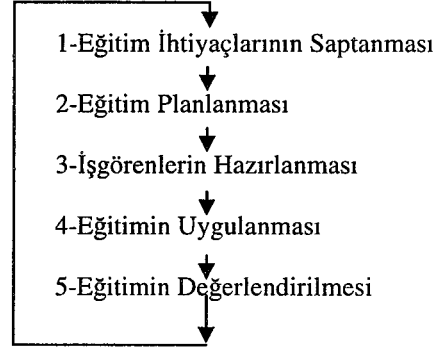 1-Eğitim İhtiyaçlarının Saptanması
2-Eğitim Planlanması
3-İşgörenlerin Hazırlanması
4-Eğitimin Uygulanması
5-Eğitimin Değerlendirilmesi